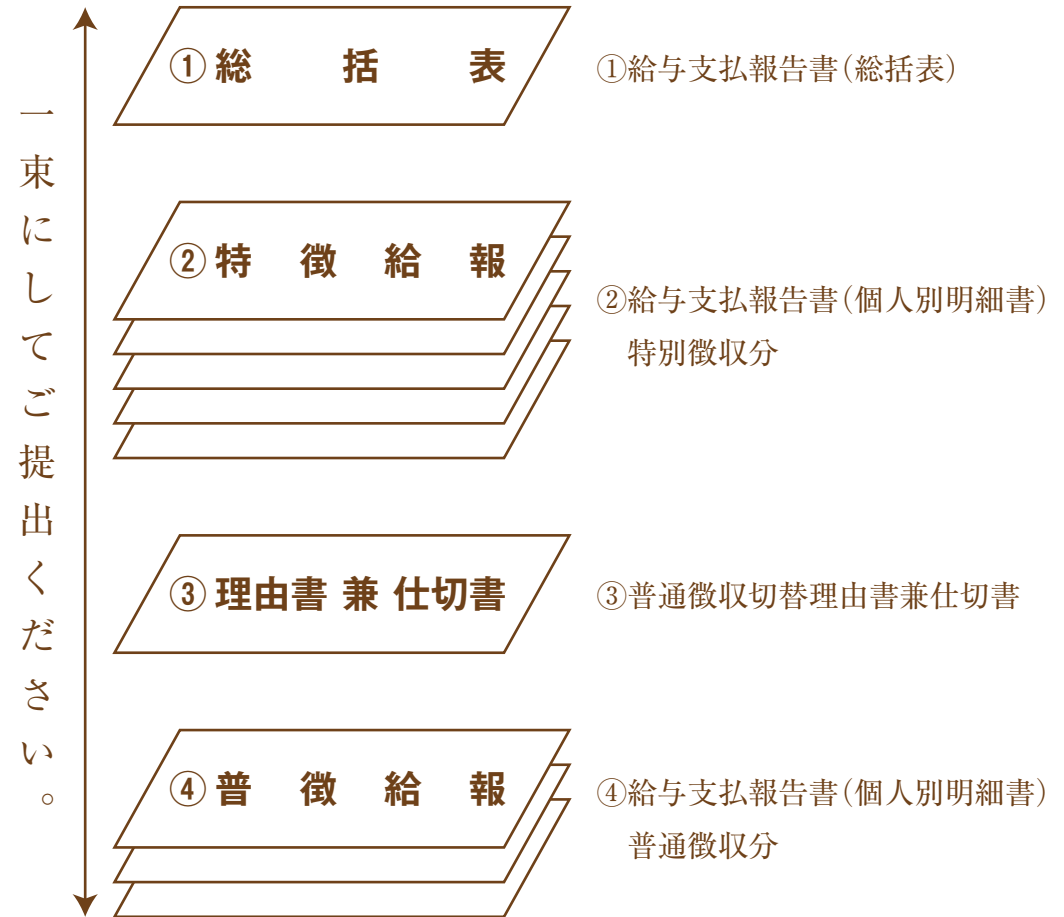 一束にしてご提出ください。
①総括表
①給与支払報告書(総括表)
②特徴給報
②給与支払報告書(個人別明細書)
特別徴収分
③理由書 兼 仕切書
③普通徴収切替理由書兼仕切書
④普徴給報
④給与支払報告書(個人別明細書)
普通徴収分